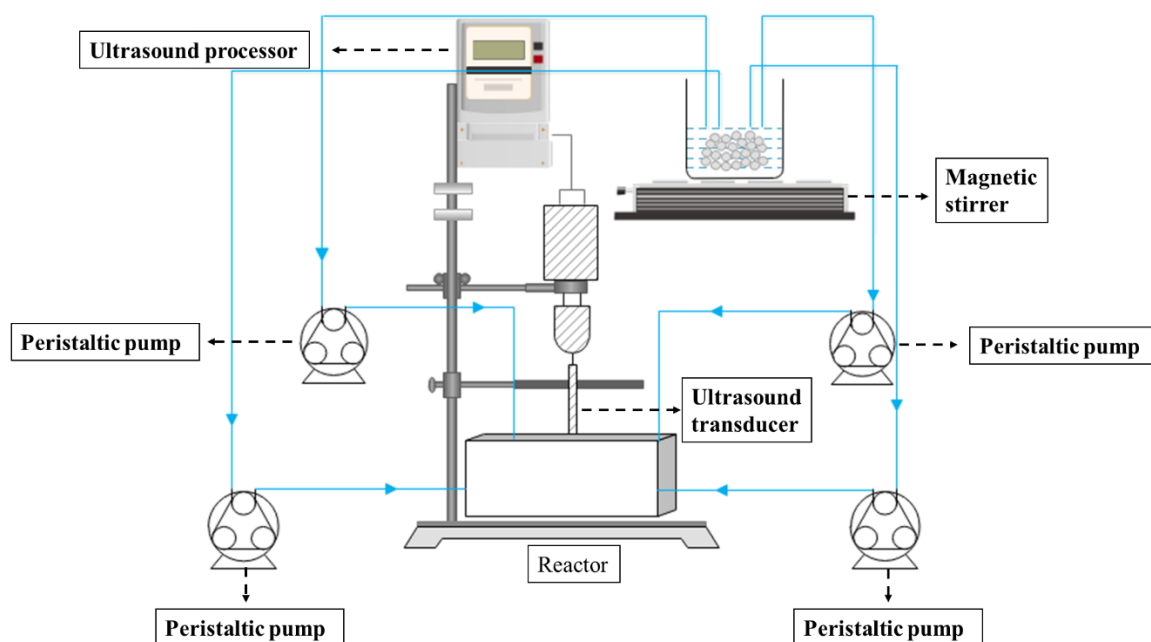 Ultrasound processor
Magnetic
stirrer
Peristaltic pump
Peristaltic pump
Ultrasound
transducer
Reactor
Peristaltic pump
Peristaltic pump